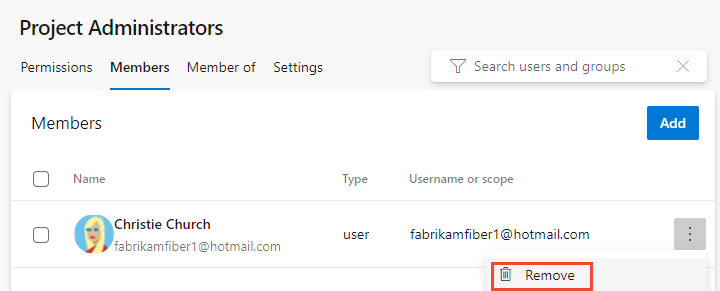 Project Administrators
Permissions Members Member of Settings
Search users and groups
Members
Add
Name Type Username or scope
Christie Church
fabrikamfiber1@hotmail.com
user
fabrikamfiber1@hotmail.com
Remove